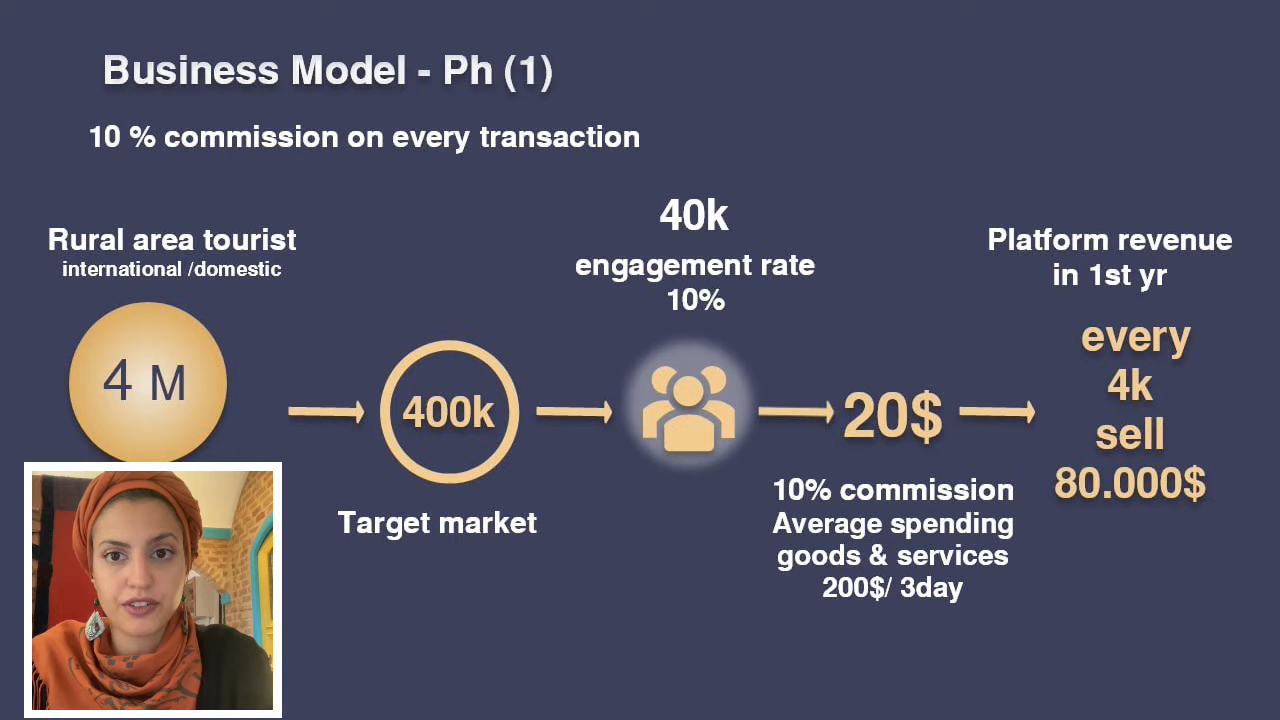 Business Model - Ph (1)
10 % commission on every transaction
Rural area tourist
international /domestic
4 M
400k
Target market
40k
engagement rate
10%
20$
10% commission
Average spending
goods & services
200$/ 3day
Platform revenue
in 1st yr
every
4k
sell
80.000$